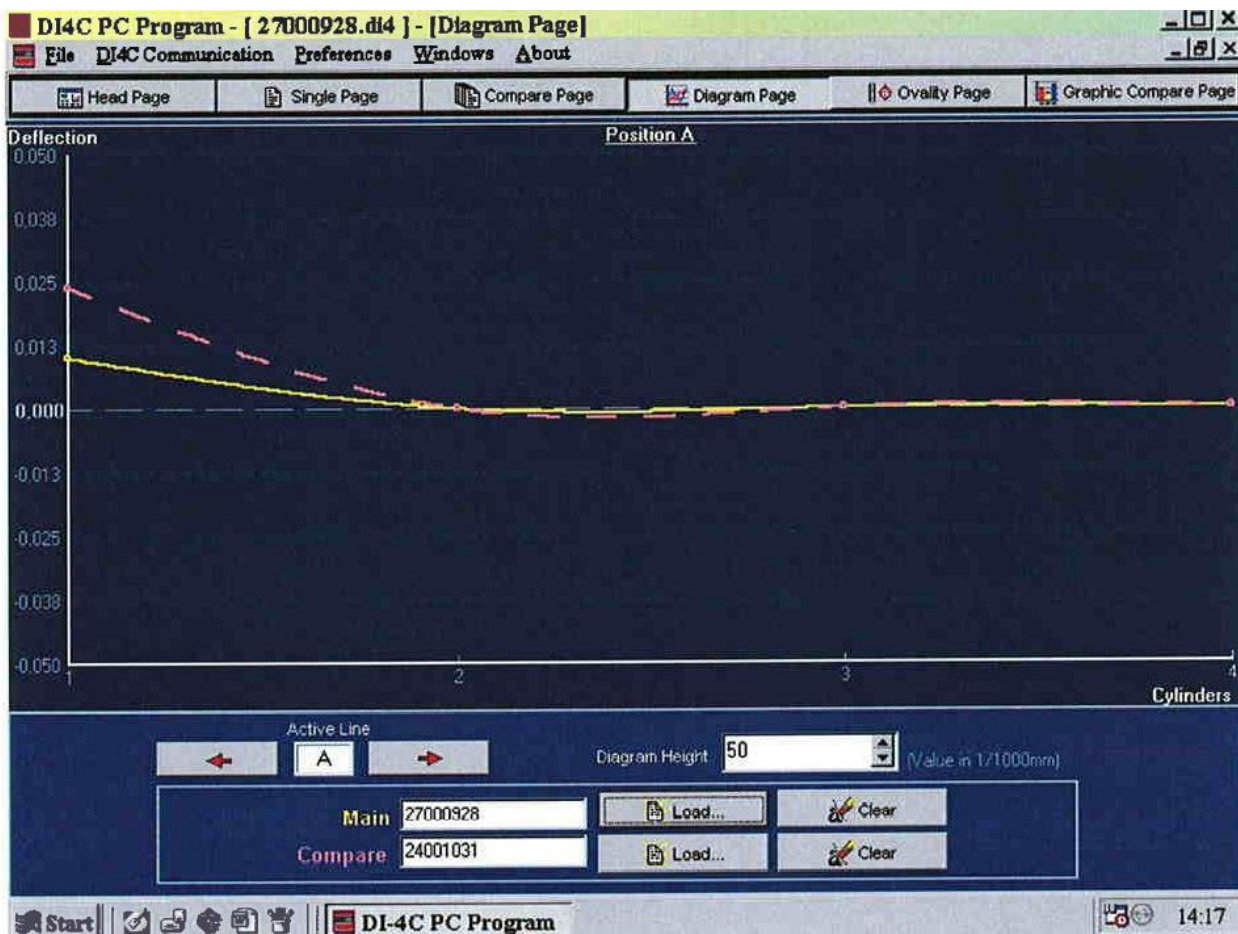 DI4C PC Program - [ 27000928.di4 ] - [Diagram Page]
File DI4C Communication Preferences Windows About
Head Page Single Page Compare Page Diagram Page Ovality Page Graphic Compare Page
Deflection Position A
0,050
0,038
0,025
0,013
0,000
-0,013
-0,025
-0,038
-0,050
1 2 3 4
Cylinders
Active Line
A
Diagram Height 50 (Value in 1/1000mm)
Main 27000928 Load... Clear
Compare 24001031 Load... Clear
Start DI-4C PC Program 14:17